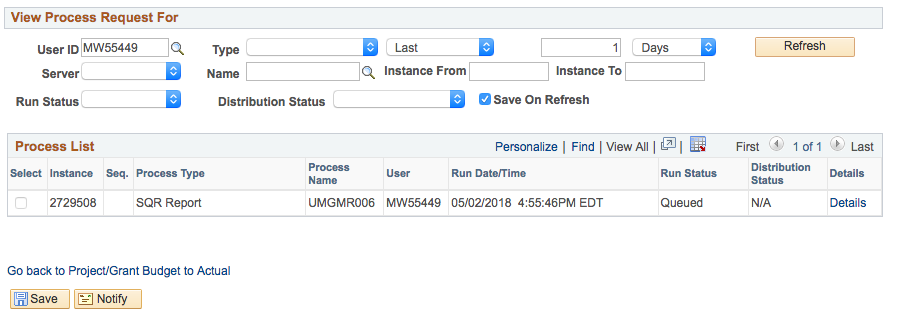 View Process Request For
User ID MW55449 Type Last 1 Days Refresh
Server Name Instance From Instance To
Run Status Distribution Status Save On Refresh
Process List Personalize | Find | View All | | First 1 of 1 Last
Select Instance Seq. Process Type Process Name User Run Date/Time Run Status Distribution Status Details
2729508 SQR Report UMGMR006 MW55449 05/02/2018 4:55:46PM EDT Queued N/A Details
Go back to Project/Grant Budget to Actual
Save Notify